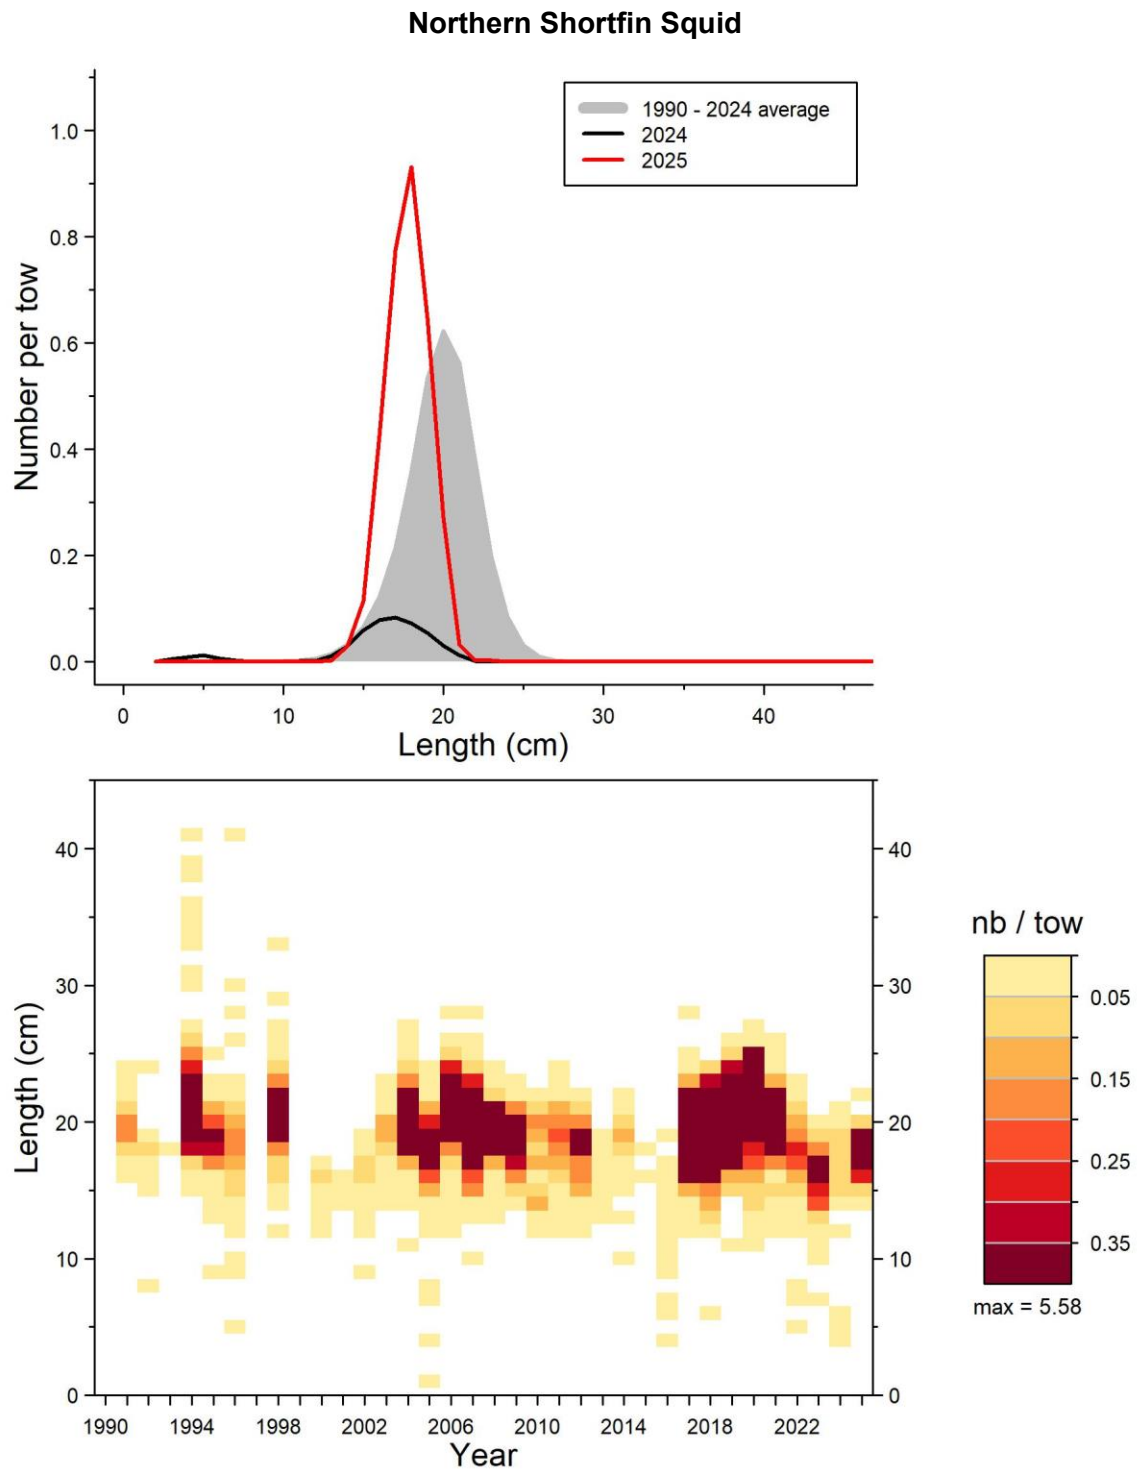 Northern Shortfin Squid
1990 - 2024 average
2024
2025
1.0
0.8
0.6
0.4
0.2
0.0
Number per tow
0 10 20 30 40
Length (cm)
40 40
30 30
20 20
10 10
0 0
Length (cm)
1990 1994 1998 2002 2006 2010 2014 2018 2022
Year
nb / tow
0.05
0.15
0.25
0.35
max = 5.58